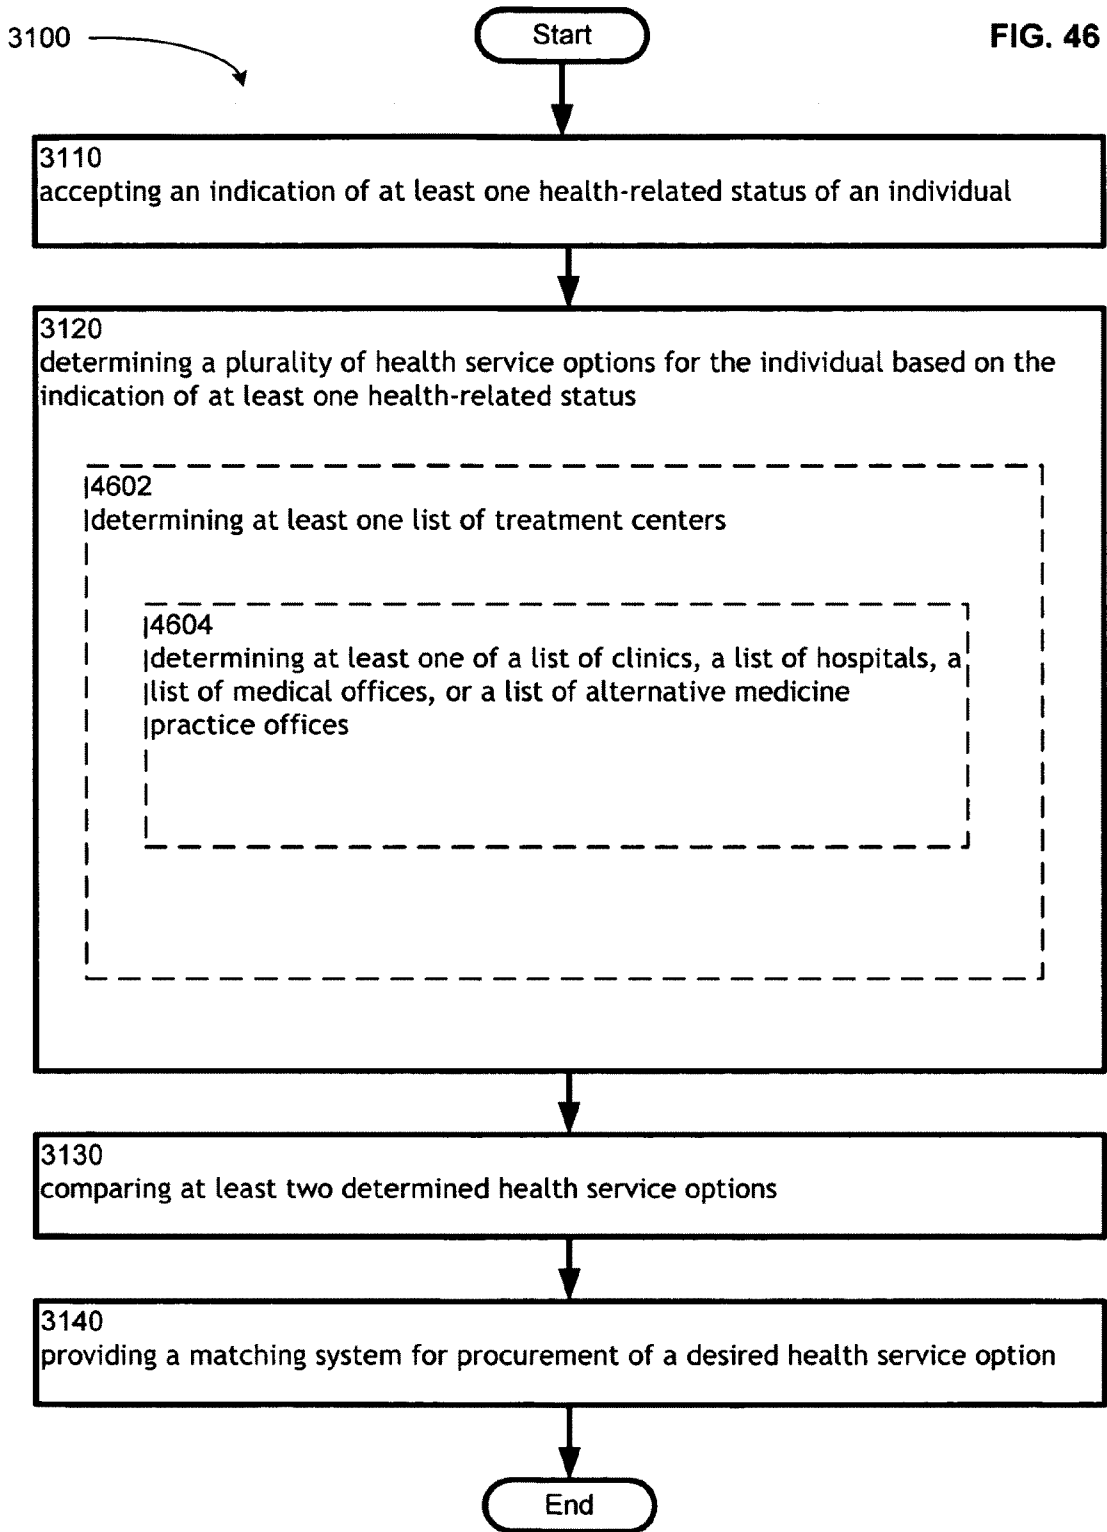 3100
Start
FIG. 46
3110
accepting an indication of at least one health-related status of an individual
3120
determining a plurality of health service options for the individual based on the
indication of at least one health-related status
4602
determining at least one list of treatment centers
4604
determining at least one of a list of clinics, a list of hospitals, a
list of medical offices, or a list of alternative medicine
practice offices
3130
comparing at least two determined health service options
3140
providing a matching system for procurement of a desired health service option
End